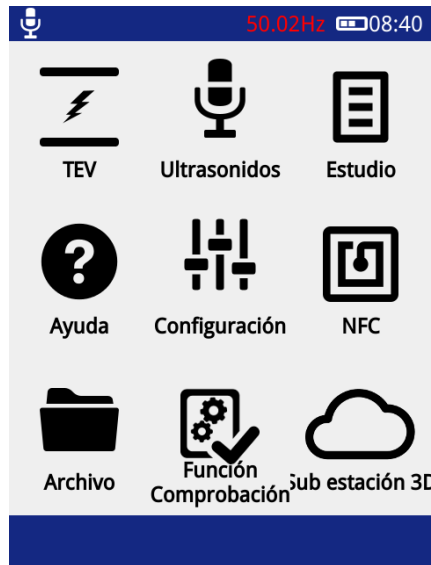 50.02Hz 08:40
TEV Ultrasonidos Estudio
Ayuda Configuración NFC
Archivo Función Comprobación Sub estación 3D